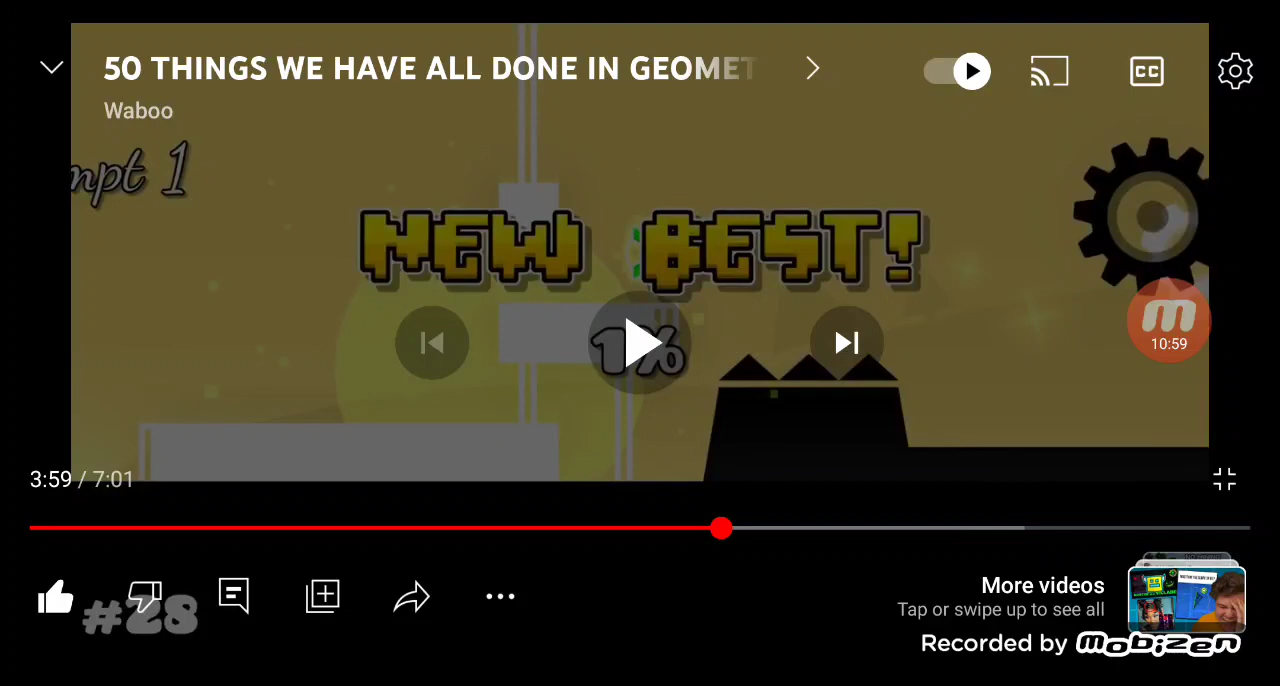 50 THINGS WE HAVE ALL DONE IN GEOMET
Waboo
mpt 1
NEW BEST!
1%
10:59
3:59 / 7:01
#28
More videos
Tap or swipe up to see all
Recorded by mobizen